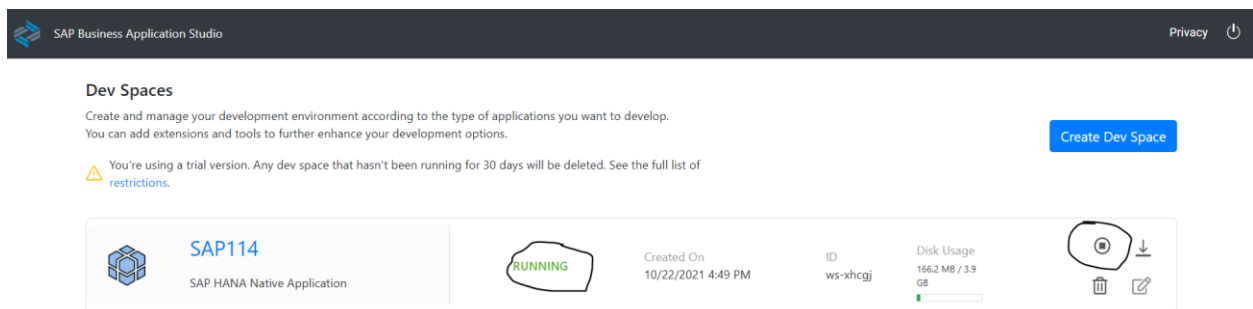 SAP Business Application Studio
Privacy
Dev Spaces
Create and manage your development environment according to the type of applications you want to develop.
You can add extensions and tools to further enhance your development options.
Create Dev Space
You're using a trial version. Any dev space that hasn't been running for 30 days will be deleted. See the full list of
restrictions.
SAP114
SAP HANA Native Application
RUNNING
Created On
10/22/2021 4:49 PM
ID
ws-xhcgj
Disk Usage
166.2 MB / 3.9
GB